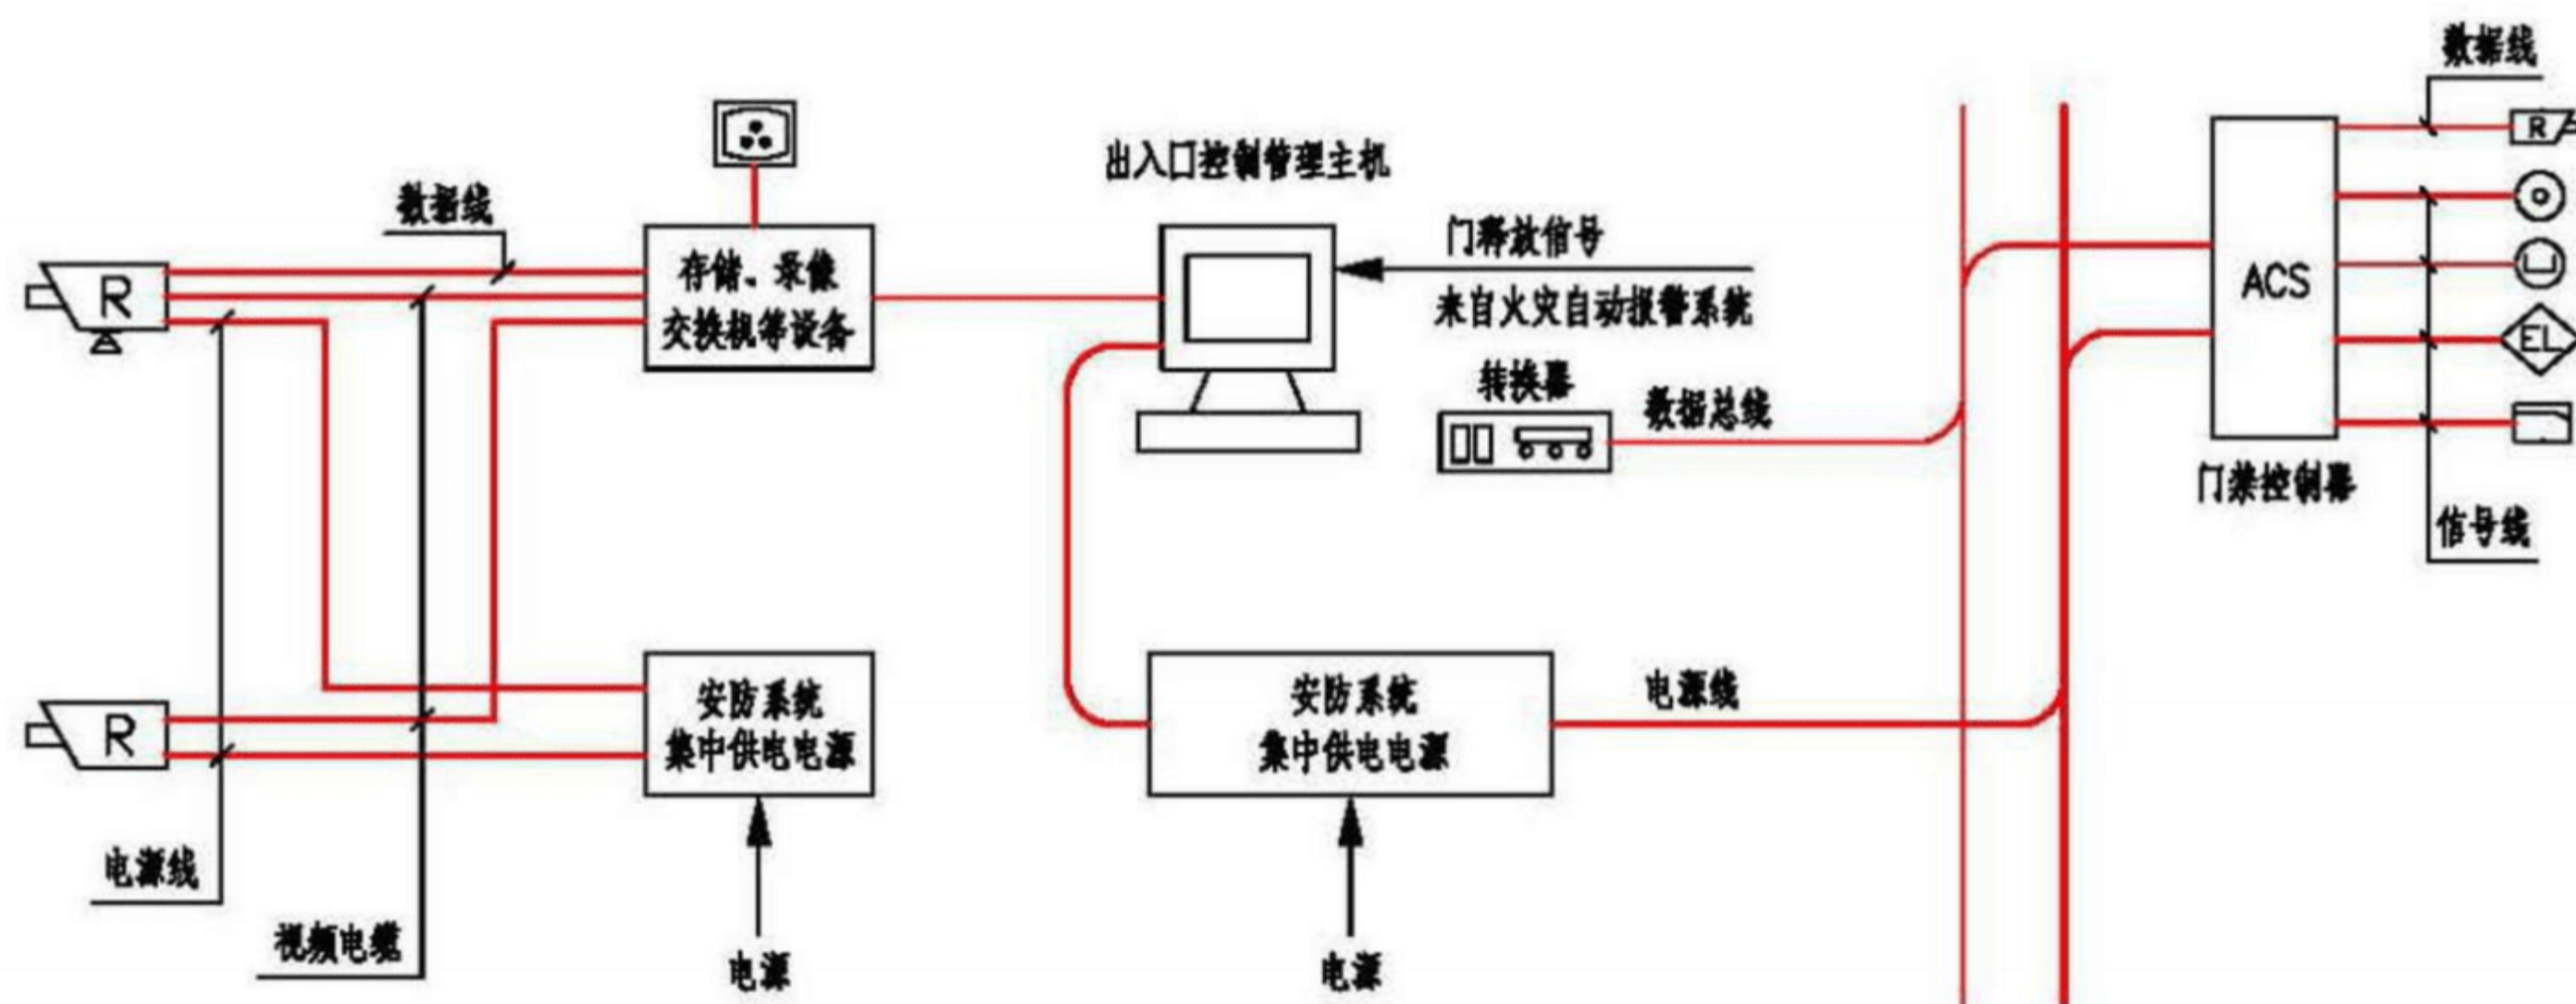 数据线
R
存储、录像
交换机等设备
R
安防系统
集中供电电源
电源线
视频电缆
电源
出入口控制管理主机
门释放信号
来自火灾自动报警系统
转换器
数据总线
安防系统
集中供电电源
电源线
电源
数据线
ACS
R
EL
门禁控制器
信号线